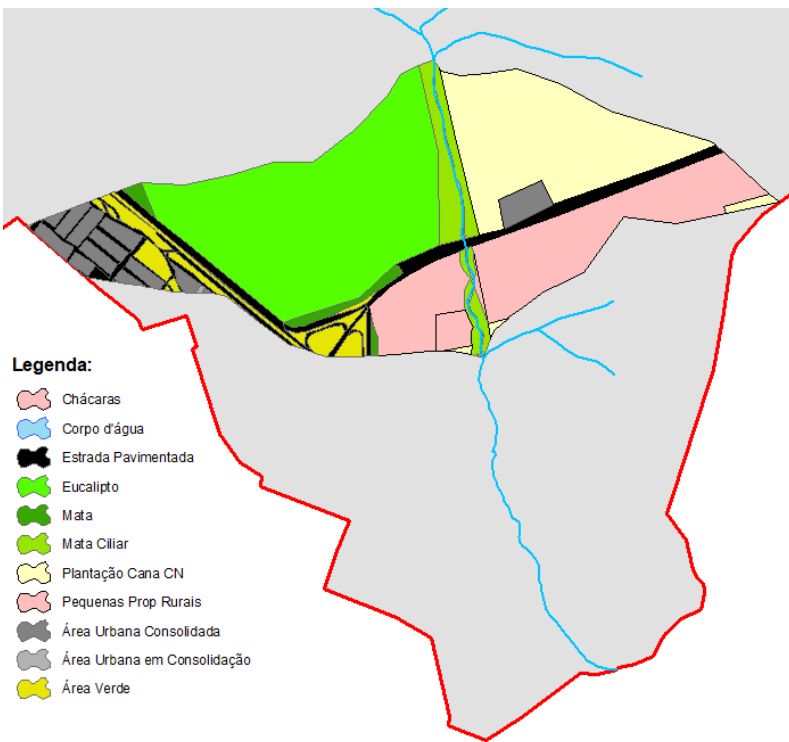 Legenda:
Chácaras
Corpo d'água
Estrada Pavimentada
Eucalipto
Mata
Mata Ciliar
Plantação Cana CN
Pequenas Prop Rurais
Área Urbana Consolidada
Área Urbana em Consolidação
Área Verde